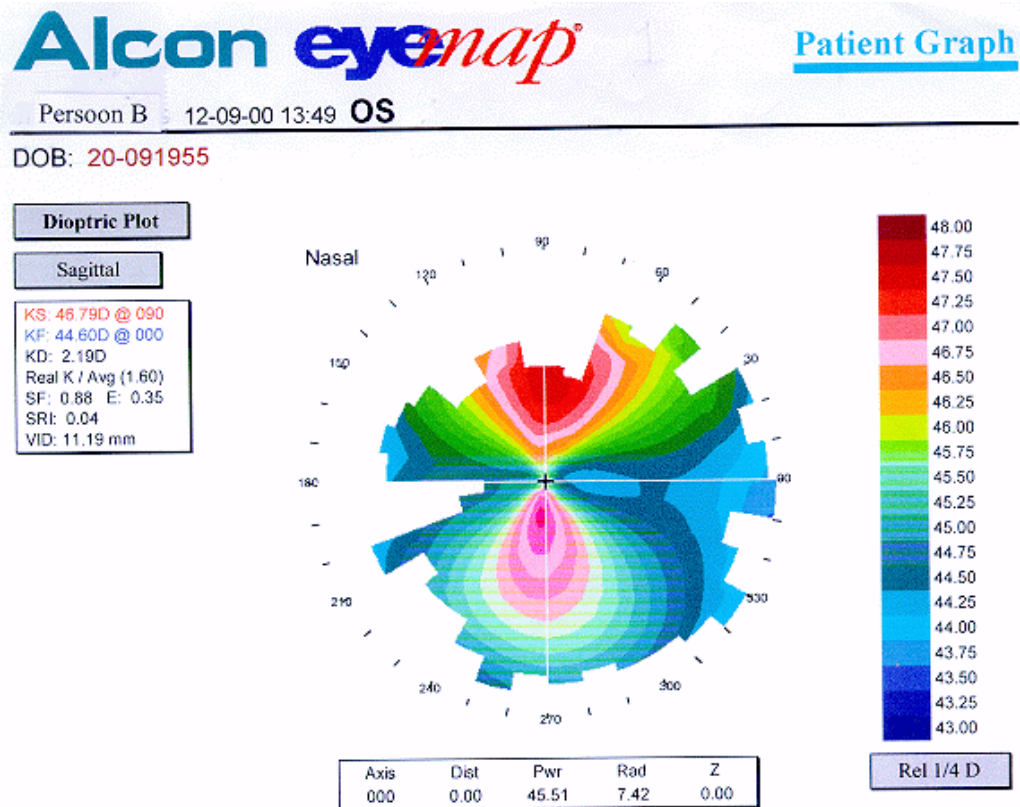 Alcon eyemap®
Patient Graph
Persoon B 12-09-00 13:49 OS
DOB: 20-091955
Dioptric Plot
Sagittal
KS: 46.79D @ 090
KF: 44.60D @ 000
KD: 2.19D
Real K / Avg (1.60)
SF: 0.88 E: 0.35
SRI: 0.04
VID: 11.19 mm
Nasal
90
120
60
150
30
180
00
210
330
240
300
270
48.00
47.75
47.50
47.25
47.00
46.75
46.50
46.25
46.00
45.75
45.50
45.25
45.00
44.75
44.50
44.25
44.00
43.75
43.50
43.25
43.00
Rel 1/4 D
Axis Dist Pwr Rad Z
000 0.00 45.51 7.42 0.00